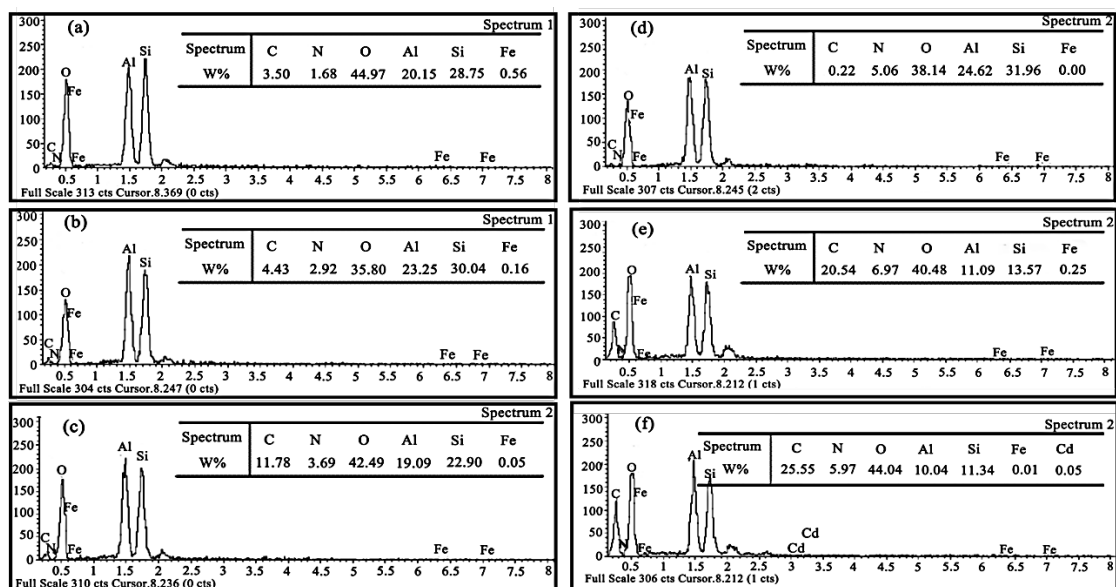 (a)
Spectrum 1
Spectrum C N O Al Si Fe
W% 3.50 1.68 44.97 20.15 28.75 0.56
300
250
200
150
100
50
0
C N O Fe Fe Al Si Fe Fe
0.5 1 1.5 2 2.5 3 3.5 4 4.5 5 5.5 6 6.5 7 7.5 8
Full Scale 313 cts Cursor.8.369 (0 cts)
(b)
Spectrum 1
Spectrum C N O Al Si Fe
W% 4.43 2.92 35.80 23.25 30.04 0.16
300
250
200
150
100
50
0
C N O Fe Fe Al Si Fe Fe
0.5 1 1.5 2 2.5 3 3.5 4 4.5 5 5.5 6 6.5 7 7.5 8
Full Scale 304 cts Cursor.8.247 (0 cts)
(c)
Spectrum 2
Spectrum C N O Al Si Fe
W% 11.78 3.69 42.49 19.09 22.90 0.05
300
250
200
150
100
50
0
C N O Fe Fe Al Si Fe Fe
0.5 1 1.5 2 2.5 3 3.5 4 4.5 5 5.5 6 6.5 7 7.5 8
Full Scale 310 cts Cursor.8.236 (0 cts)
(d)
Spectrum 2
Spectrum C N O Al Si Fe
W% 0.22 5.06 38.14 24.62 31.96 0.00
300
250
200
150
100
50
0
C N O Fe Fe Al Si Fe Fe
0.5 1 1.5 2 2.5 3 3.5 4 4.5 5 5.5 6 6.5 7 7.5 8
Full Scale 307 cts Cursor.8.245 (2 cts)
(e)
Spectrum 2
Spectrum C N O Al Si Fe
W% 20.54 6.97 40.48 11.09 13.57 0.25
300
250
200
150
100
50
0
C O Fe Fe Al Si Fe Fe
0.5 1 1.5 2 2.5 3 3.5 4 4.5 5 5.5 6 6.5 7 7.5 8
Full Scale 318 cts Cursor.8.212 (1 cts)
(f)
Spectrum 2
Spectrum C N O Al Si Fe Cd
W% 25.55 5.97 44.04 10.04 11.34 0.01 0.05
300
250
200
150
100
50
0
C N O Fe Fe Al Si Cd Cd Fe Fe
0.5 1 1.5 2 2.5 3 3.5 4 4.5 5 5.5 6 6.5 7 7.5 8
Full Scale 306 cts Cursor.8.212 (1 cts)